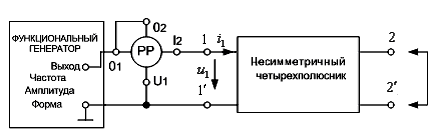 ФУНКЦИОНАЛЬНЫЙ
ГЕНЕРАТОР
Выход
Частота
Амплитуда
Форма
01
02
PP
I2
U1
1
i1
u1
1′
Несимметричный
четырехполюсник
2
2′